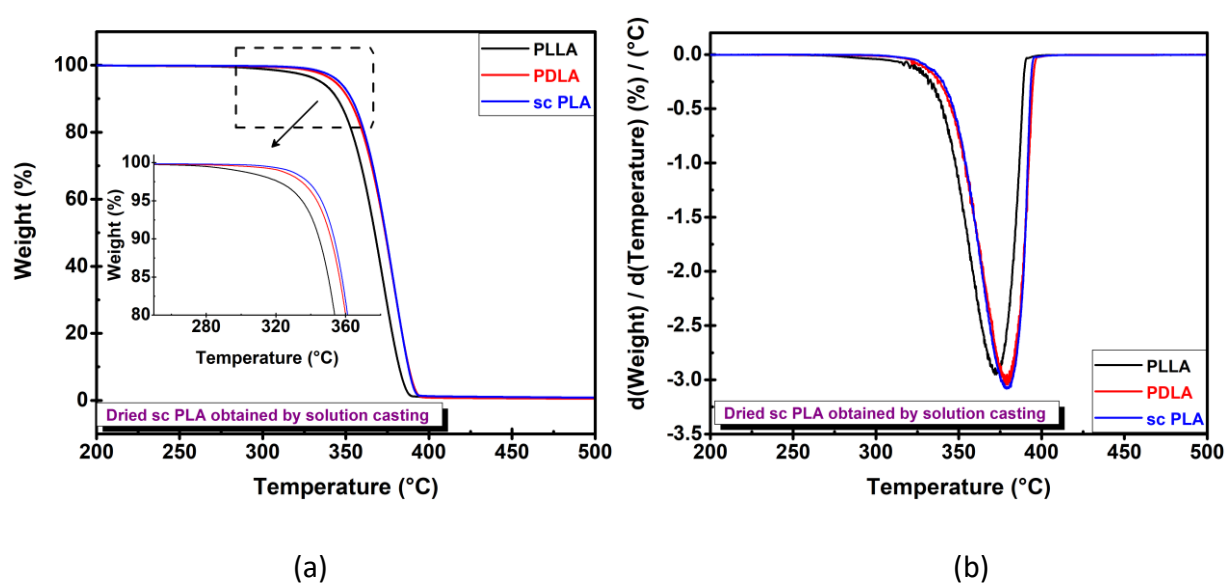 100
80
60
40
20
0
Weight (%)
PLLA
PDLA
sc PLA
100
95
90
85
80
Weight (%)
280 320 360
Temperature (°C)
Dried sc PLA obtained by solution casting
200 250 300 350 400 450 500
Temperature (°C)
(a)
0.0
-0.5
-1.0
-1.5
-2.0
-2.5
-3.0
-3.5
d(Weight) / d(Temperature) (%) / (°C)
PLLA
PDLA
sc PLA
Dried sc PLA obtained by solution casting
200 250 300 350 400 450 500
Temperature (°C)
(b)